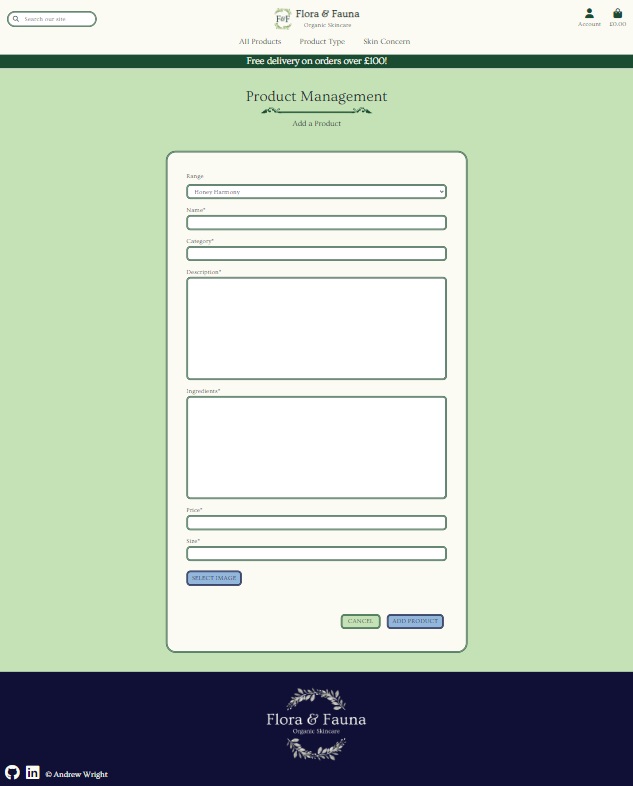 Search our site
F&F
Flora & Fauna
Organic Skincare
Account
£0.00
All Products Product Type Skin Concern
Free delivery on orders over £100!
Product Management
Add a Product
Range
Honey Harmony
Name*
Category*
Description*
Ingredients*
Price*
Size*
SELECT IMAGE
CANCEL ADD PRODUCT
Flora & Fauna
Organic Skincare
© Andrew Wright